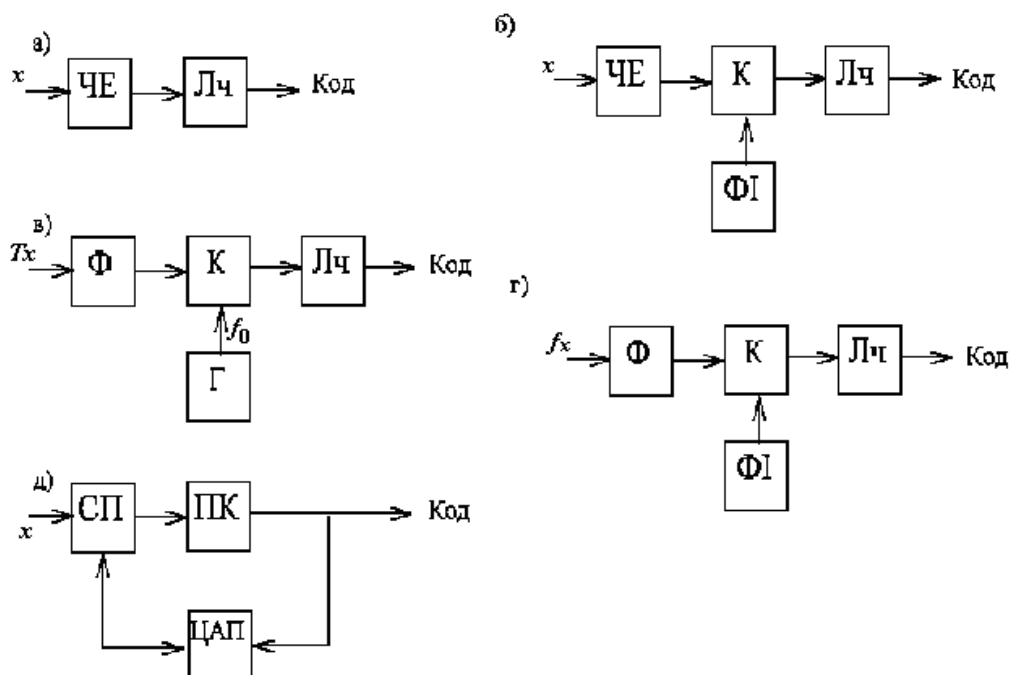 а)
x ЧЕ Лч Код
б)
x ЧЕ К Лч Код
ФІ
в)
Tx Ф К Лч Код
f0
Г
г)
fx Ф К Лч Код
ФІ
д)
x СП ПК Код
ЦАП